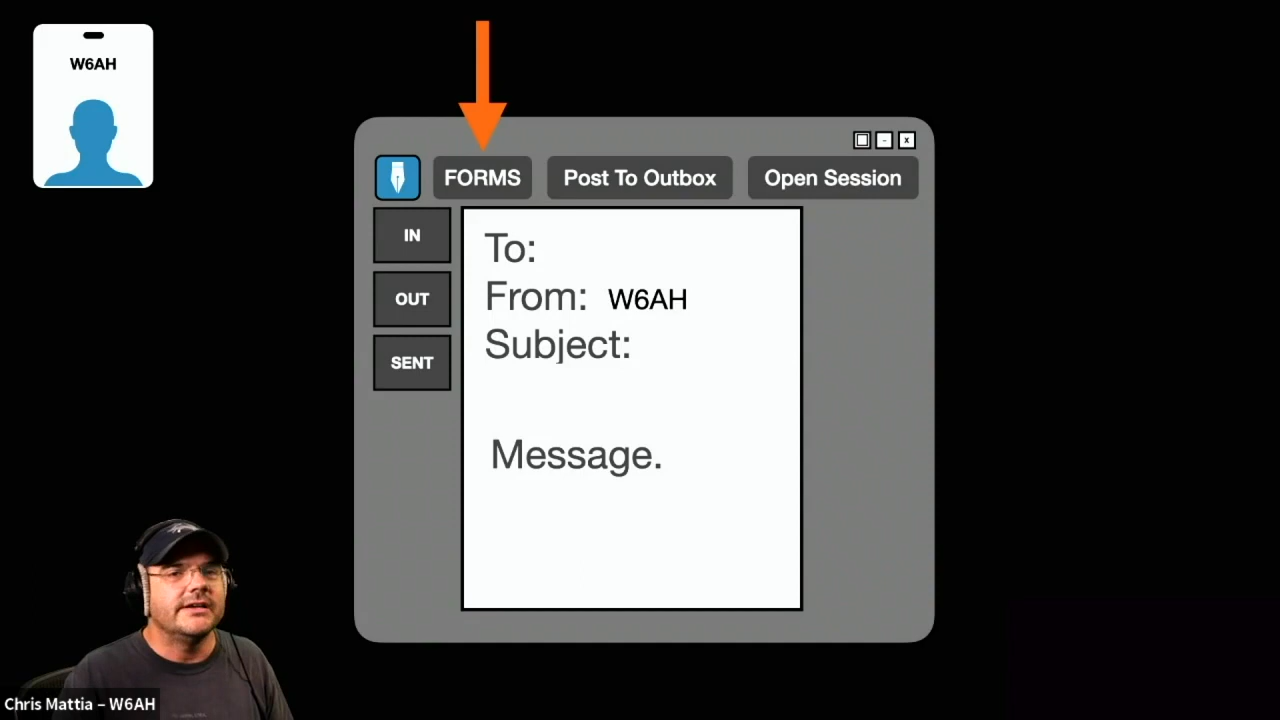 W6AH
FORMS
Post To Outbox
Open Session
IN
OUT
SENT
To:
From: W6AH
Subject:
Message.
Chris Mattia – W6AH